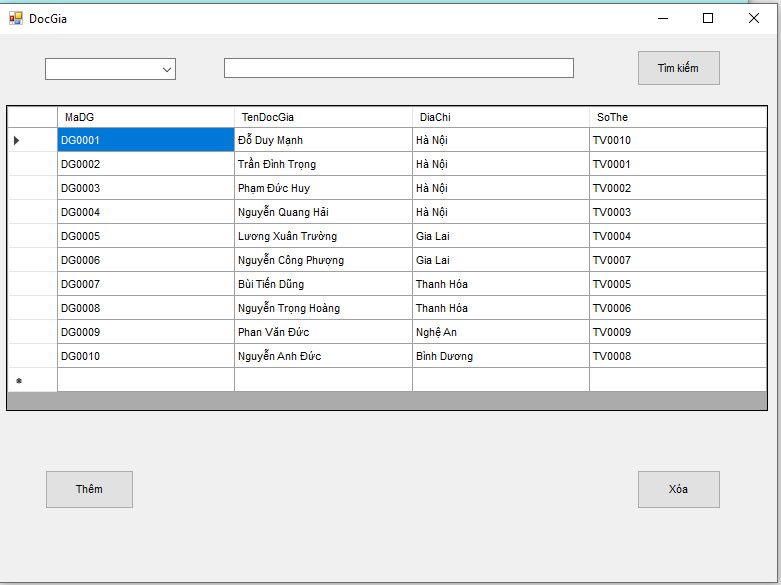 DocGia
Tìm kiếm
MaDG TenDocGia DiaChi SoThe
DG0001 Đỗ Duy Mạnh Hà Nội TV0010
DG0002 Trần Đình Trọng Hà Nội TV0001
DG0003 Phạm Đức Huy Hà Nội TV0002
DG0004 Nguyễn Quang Hải Hà Nội TV0003
DG0005 Lương Xuân Trường Gia Lai TV0004
DG0006 Nguyễn Công Phượng Gia Lai TV0007
DG0007 Bùi Tiến Dũng Thanh Hóa TV0005
DG0008 Nguyễn Trọng Hoàng Thanh Hóa TV0006
DG0009 Phan Văn Đức Nghệ An TV0009
DG0010 Nguyễn Anh Đức Bình Dương TV0008
Thêm Xóa